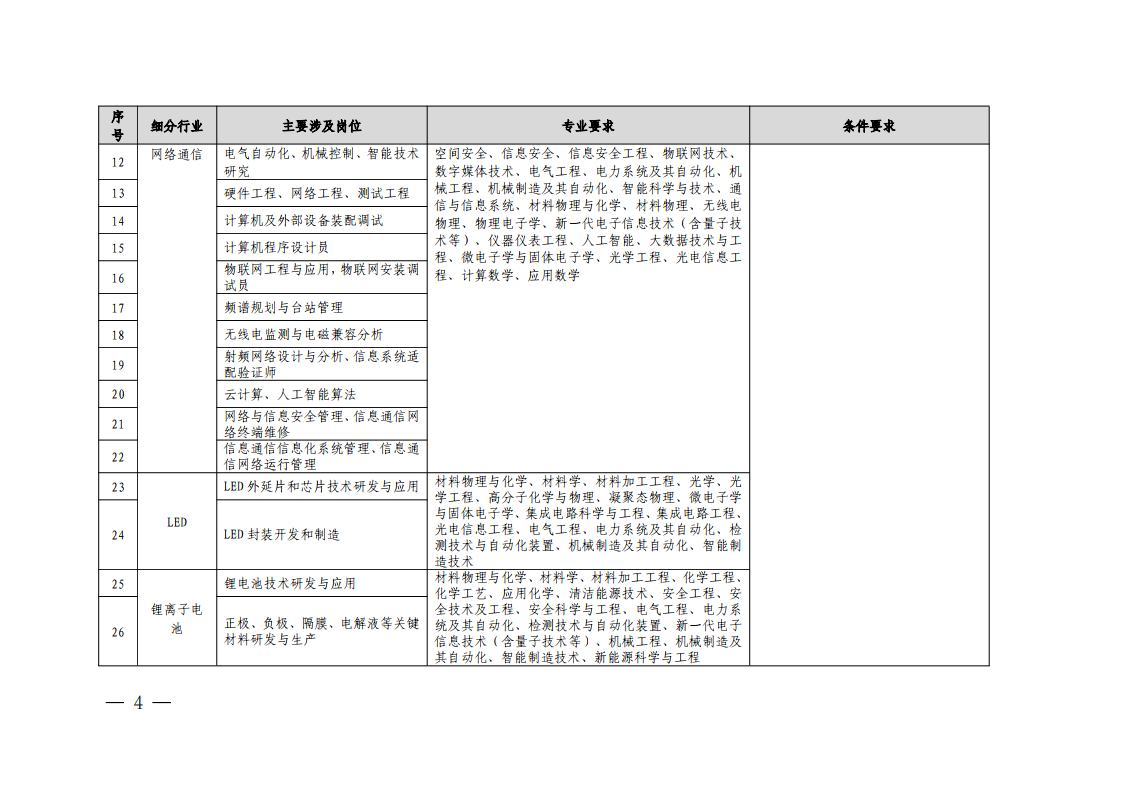 序号 细分行业 主要涉及岗位 专业要求 条件要求
12 网络通信 电气自动化、机械控制、智能技术
研究
13 硬件工程、网络工程、测试工程
14 计算机及外部设备装配调试
15 计算机程序设计员
16 物联网工程与应用，物联网安装调
试员
17 频谱规划与台站管理
18 无线电监测与电磁兼容分析
19 射频网络设计与分析、信息系统适
配验证师
20 云计算、人工智能算法
21 网络与信息安全管理、信息通信网
络终端维修
22 信息通信信息化系统管理、信息通
信网络运行管理
空间安全、信息安全、信息安全工程、物联网技术、
数字媒体技术、电气工程、电力系统及其自动化、机
械工程、机械制造及其自动化、智能科学与技术、通
信与信息系统、材料物理与化学、材料物理、无线电
物理、物理电子学、新一代电子信息技术（含量子技
术等）、仪器仪表工程、人工智能、大数据技术与工
程、微电子学与固体电子学、光学工程、光电信息工
程、计算数学、应用数学
23 LED 外延片和芯片技术研发与应用
LED
24 LED 封装开发和制造
材料物理与化学、材料学、材料加工工程、光学、光
学工程、高分子化学与物理、凝聚态物理、微电子学
与固体电子学、集成电路科学与工程、集成电路工程、
光电信息工程、电气工程、电力系统及其自动化、检
测技术与自动化装置、机械制造及其自动化、智能制
造技术
25 锂电池技术研发与应用
锂离子电
池
26 正极、负极、隔膜、电解液等关键
材料研发与生产
材料物理与化学、材料学、材料加工工程、化学工程、
化学工艺、应用化学、清洁能源技术、安全工程、安
全技术及工程、安全科学与工程、电气工程、电力系
统及其自动化、检测技术与自动化装置、新一代电子
信息技术（含量子技术等）、机械工程、机械制造及
其自动化、智能制造技术、新能源科学与工程
— 4 —